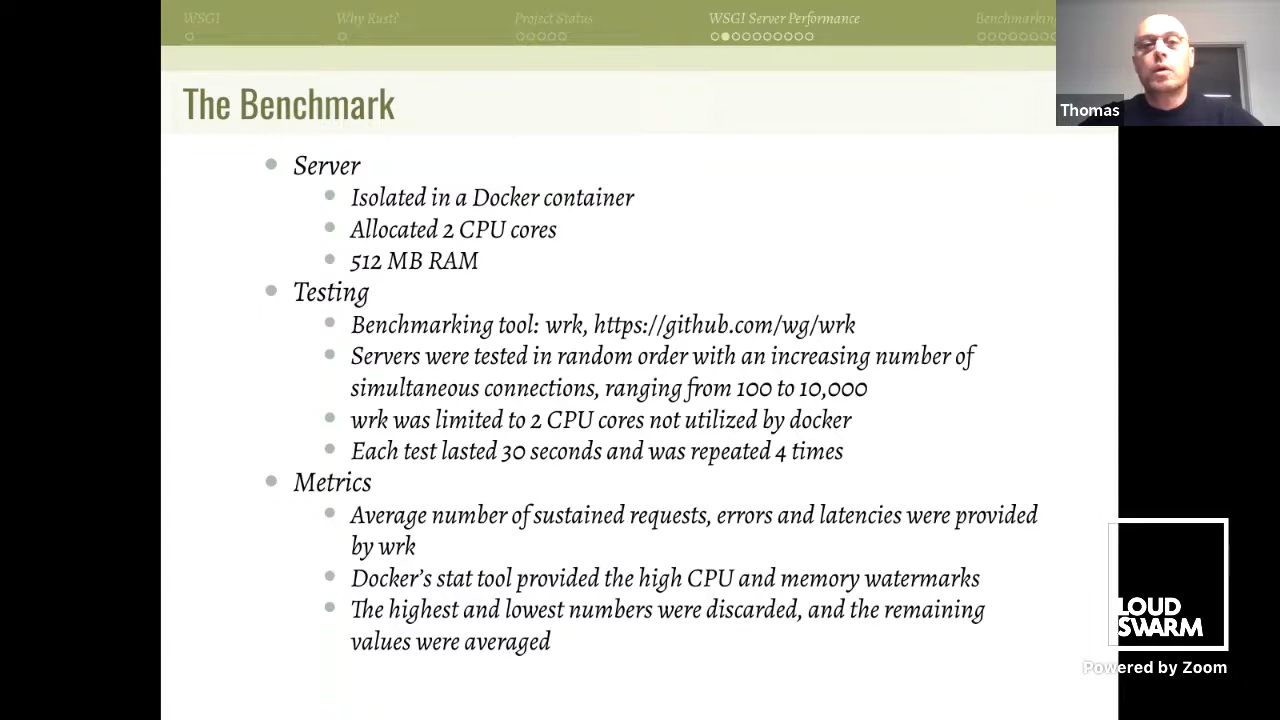 WSGI
Why Rust?
Project Status
WSGI Server Performance
Benchmarking
Thomas
The Benchmark
Server
Isolated in a Docker container
Allocated 2 CPU cores
512 MB RAM
Testing
Benchmarking tool: wrk, https://github.com/wg/wrk
Servers were tested in random order with an increasing number of
simultaneous connections, ranging from 100 to 10,000
wrk was limited to 2 CPU cores not utilized by docker
Each test lasted 30 seconds and was repeated 4 times
Metrics
Average number of sustained requests, errors and latencies were provided
by wrk
Docker's stat tool provided the high CPU and memory watermarks
The highest and lowest numbers were discarded, and the remaining
values were averaged
LOUD
SWARM
Powered by Zoom